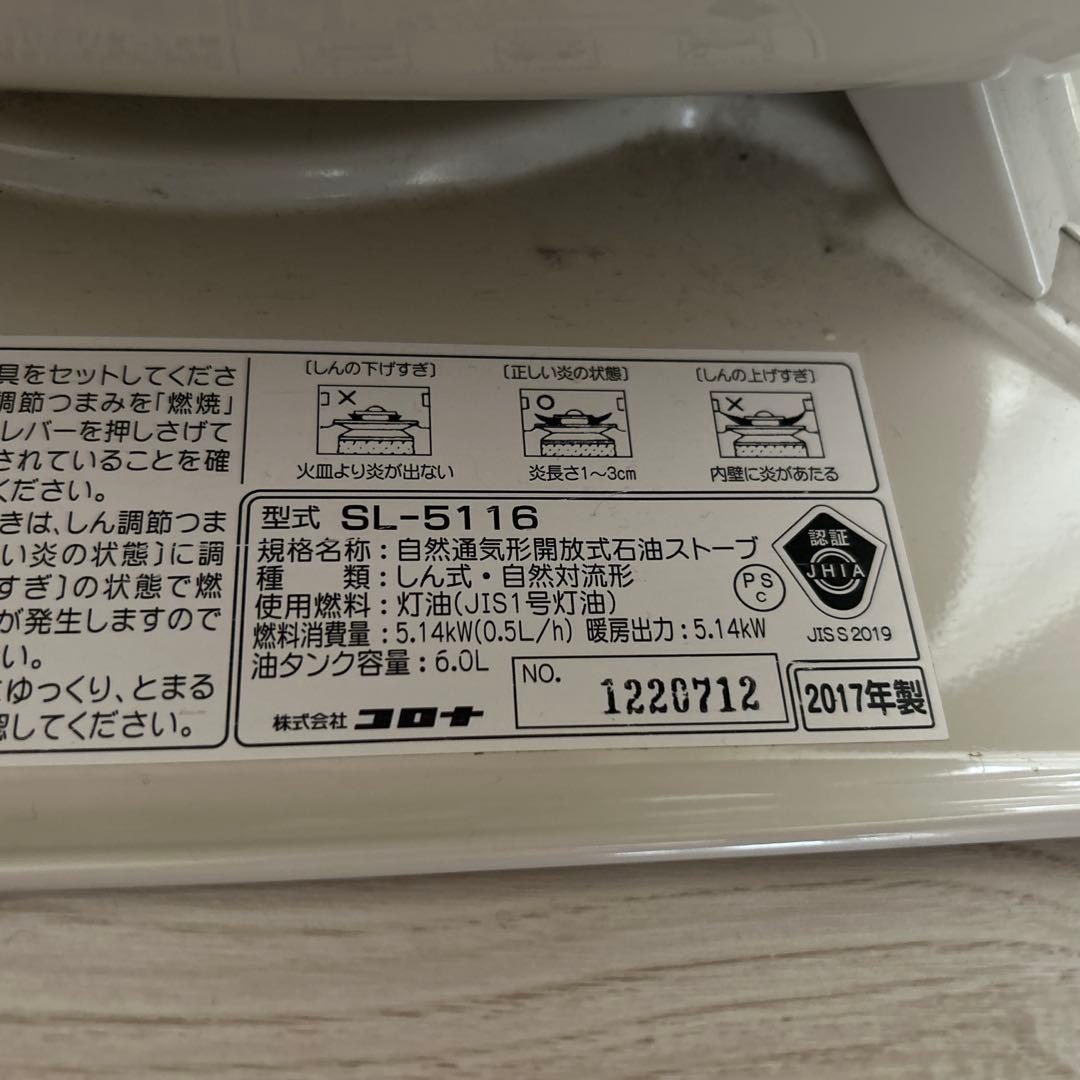 具をセットしてくださ
調節つまみを「燃焼」
レバーを押しさげて
されていることを確
ください。
きは、しん調節つま
い炎の状態〕に調
すぎ〕の状態で燃
が発生しますので
い。
ゆっくり、とまる
認してください。
〔しんの下げすぎ〕
×
火皿より炎が出ない
〔正しい炎の状態〕
○
炎長さ1〜3cm
〔しんの上げすぎ〕
×
内壁に炎があたる
型式 SL-5116
規格名称：自然通気形開放式石油ストーブ
種 類：しん式・自然対流形
使用燃料：灯油(JIS1号灯油)
燃料消費量：5.14kW(0.5L/h) 暖房出力：5.14kW
油タンク容量：6.0L
PS
C
認証
JHIA
JIS S 2019
株式会社 コロナ
NO. 1220712
2017年製